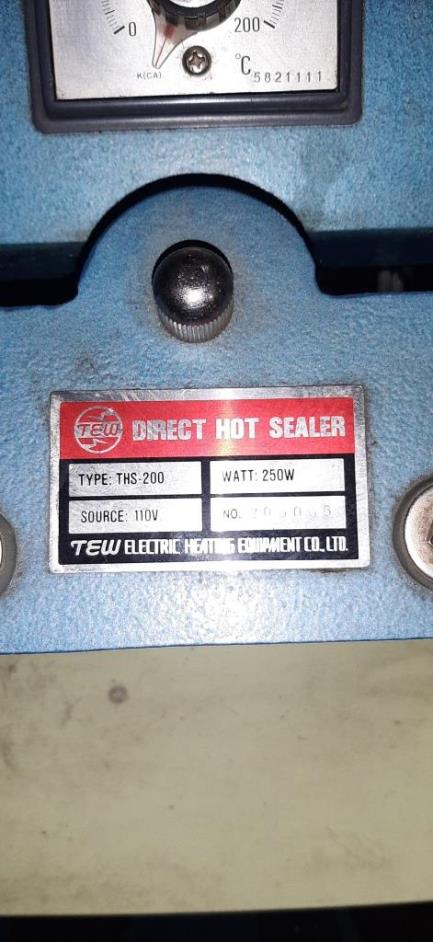 0 200
K(CA) °C 5821111
TEW DIRECT HOT SEALER
TYPE: THS-200 WATT: 250W
SOURCE: 110V NO.
TEW ELECTRIC HEATING EQUIPMENT CO., LTD.